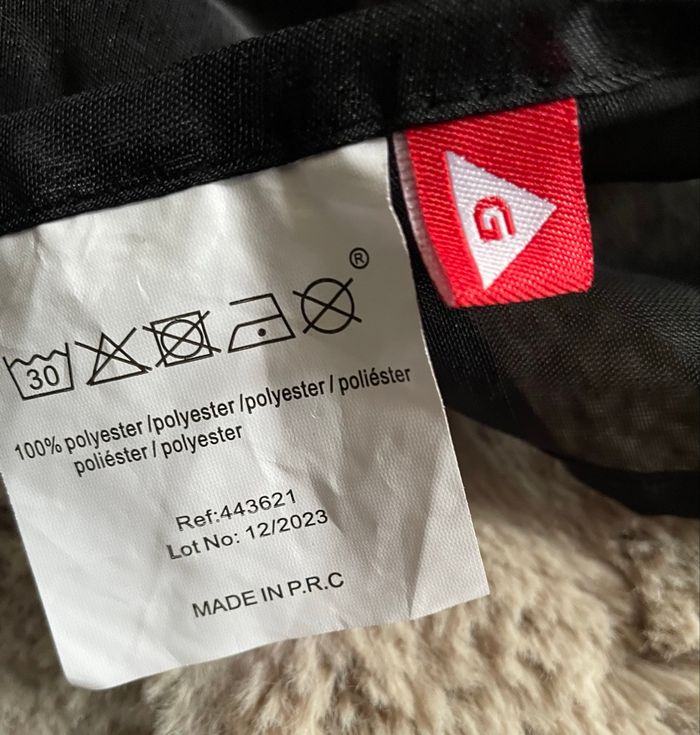 G
®
30
100% polyester /polyester /polyester / poliéster
poliéster / polyester
Ref:443621
Lot No: 12/2023
MADE IN P.R.C